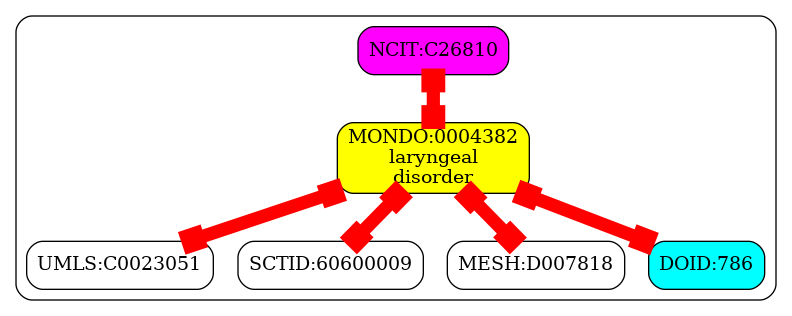 NCIT:C26810
MONDO:0004382
laryngeal
disorder
UMLS:C0023051
SCTID:60600009
MESH:D007818
DOID:786